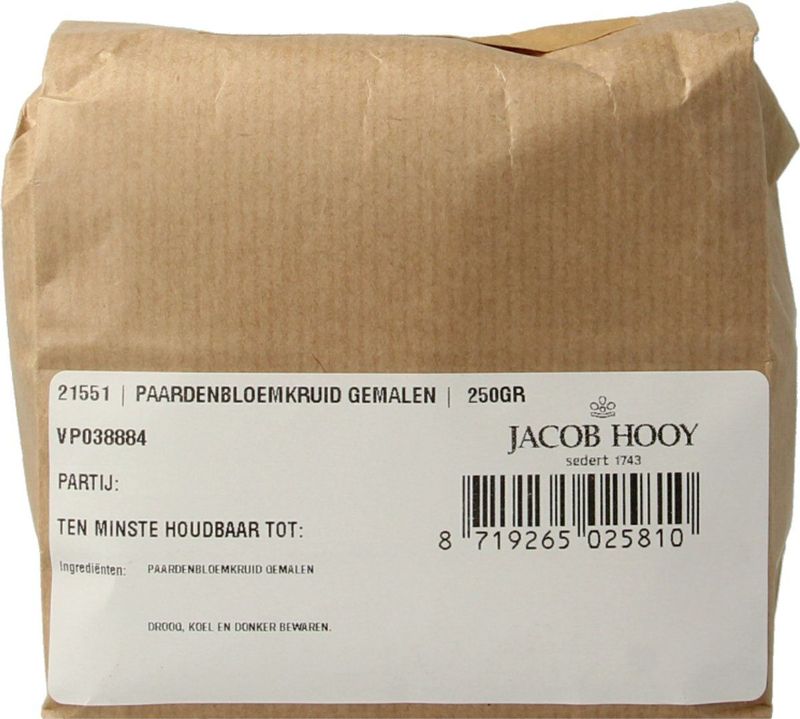 21551 | PAARDENBLOEMKRUID GEMALEN | 250GR
VP038884
JACOB HOOY
sedert 1743
PARTIJ:
TEN MINSTE HOUDBAAR TOT:
8 719265 025810
Ingrediënten: PAARDENBLOEMKRUID GEMALEN
DROOG, KOEL EN DONKER BEWAREN.